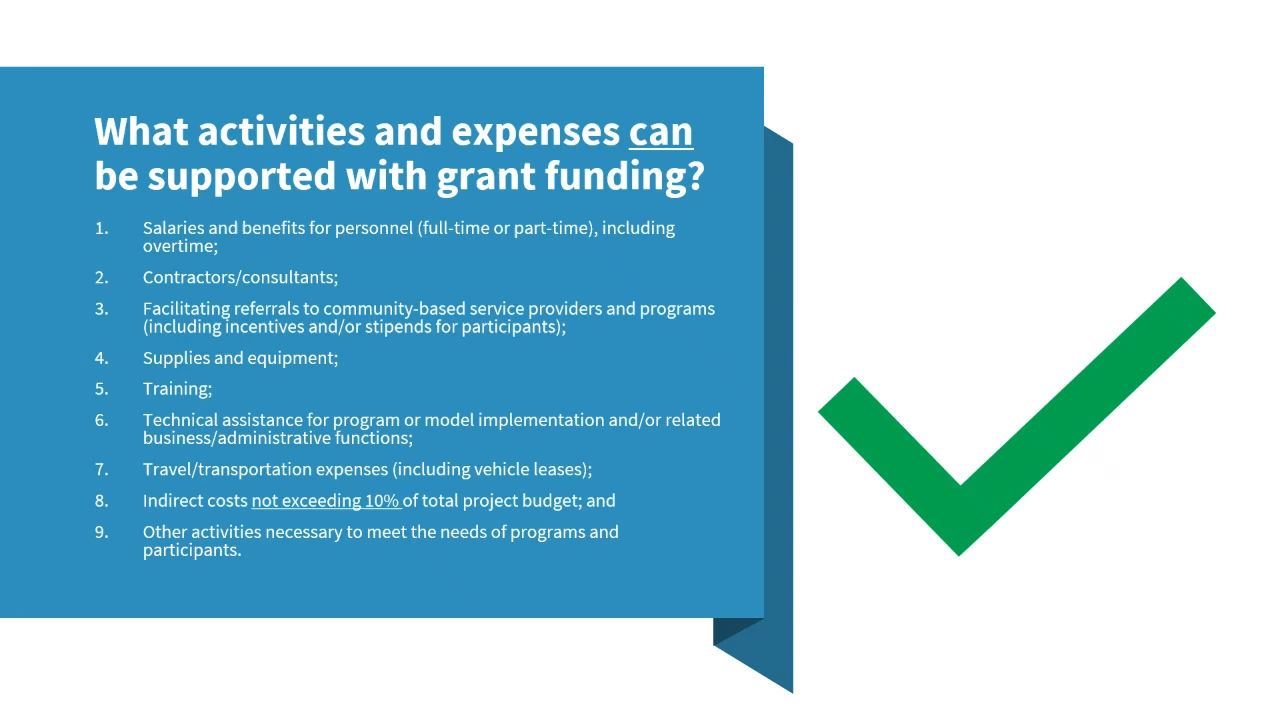 What activities and expenses can
be supported with grant funding?
1. Salaries and benefits for personnel (full-time or part-time), including
overtime;
2. Contractors/consultants;
3. Facilitating referrals to community-based service providers and programs
(including incentives and/or stipends for participants);
4. Supplies and equipment;
5. Training;
6. Technical assistance for program or model implementation and/or related
business/administrative functions;
7. Travel/transportation expenses (including vehicle leases);
8. Indirect costs not exceeding 10% of total project budget; and
9. Other activities necessary to meet the needs of programs and
participants.